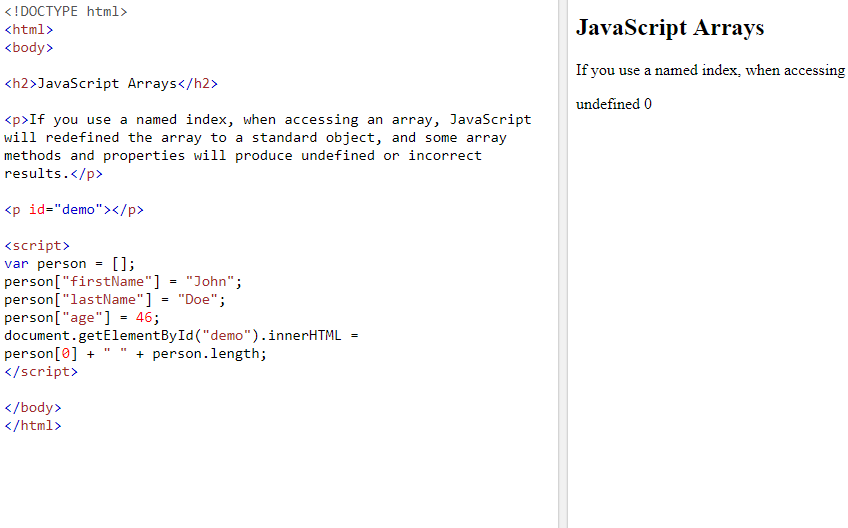 <!DOCTYPE html>
<html>
<body>
<h2>JavaScript Arrays</h2>
<p>If you use a named index, when accessing an array, JavaScript
will redefined the array to a standard object, and some array
methods and properties will produce undefined or incorrect
results.</p>
<p id="demo"></p>
<script>
var person = [];
person["firstName"] = "John";
person["lastName"] = "Doe";
person["age"] = 46;
document.getElementById("demo").innerHTML =
person[0] + " " + person.length;
</script>
</body>
</html>
JavaScript Arrays
If you use a named index, when accessing
undefined 0